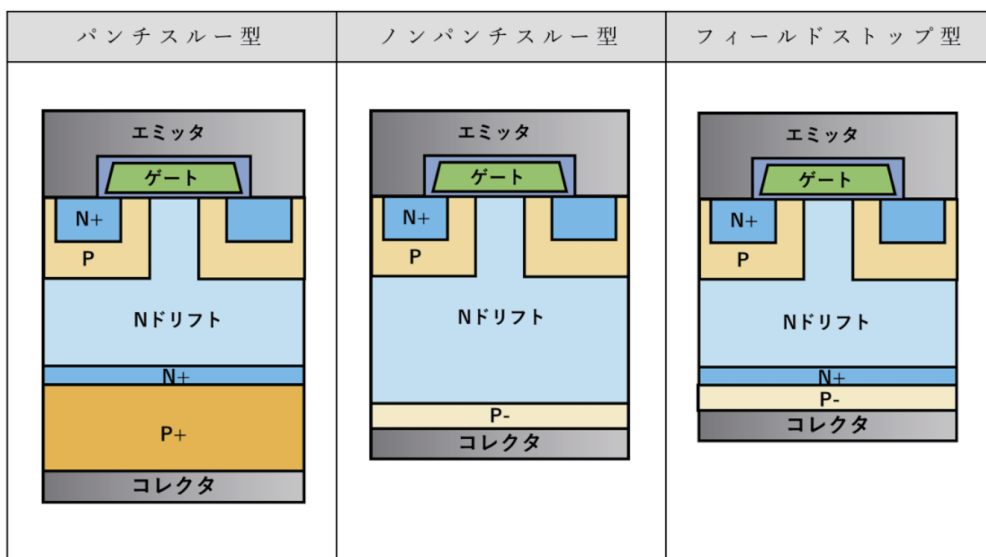 パンチスルー型
ノンパンチスルー型
フィールドストップ型
エミッタ
ゲート
N+
P
Nドリフト
N+
P+
コレクタ
エミッタ
ゲート
N+
P
Nドリフト
P-
コレクタ
エミッタ
ゲート
N+
P
Nドリフト
N+
P-
コレクタ